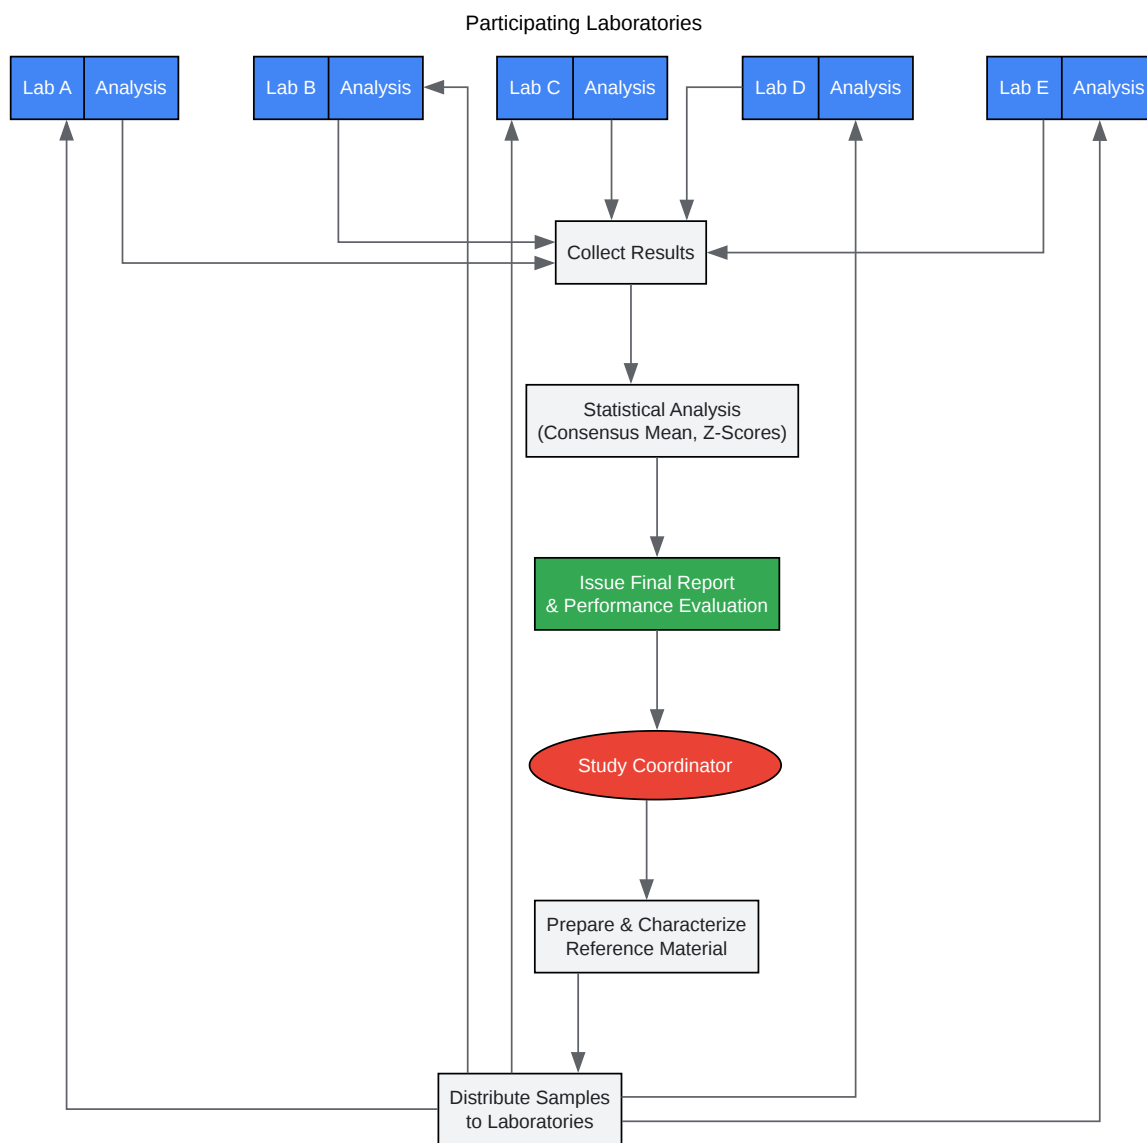 Participating Laboratories
Lab A
Analysis
Lab B
Analysis
Lab C
Analysis
Lab D
Analysis
Lab E
Analysis
Collect Results
Statistical Analysis
(Consensus Mean, Z-Scores)
Issue Final Report
& Performance Evaluation
Study Coordinator
Prepare & Characterize
Reference Material
Distribute Samples
to Laboratories